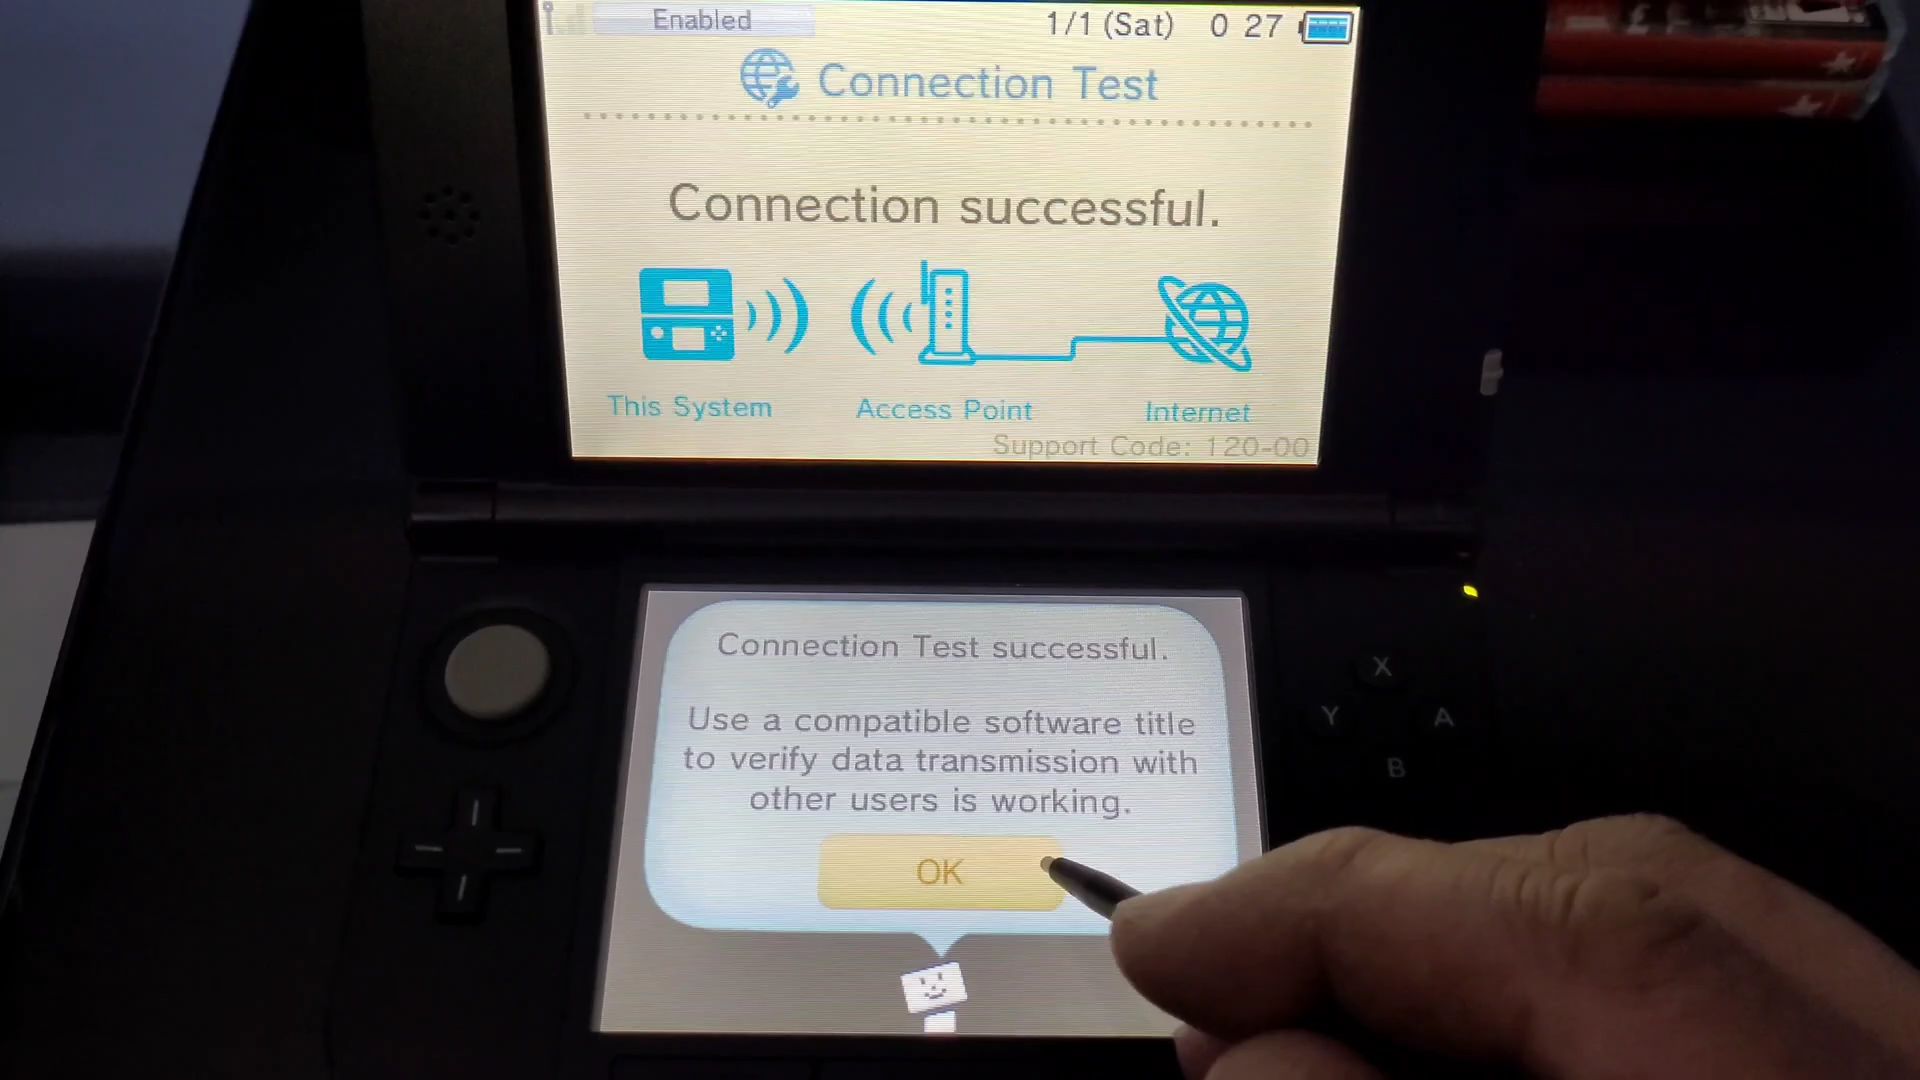 Enabled 1/1 (Sat) 0 27
Connection Test
Connection successful.
This System Access Point Internet
Support Code: 120-00
Connection Test successful.
Use a compatible software title
to verify data transmission with
other users is working.
OK
X
Y A
B